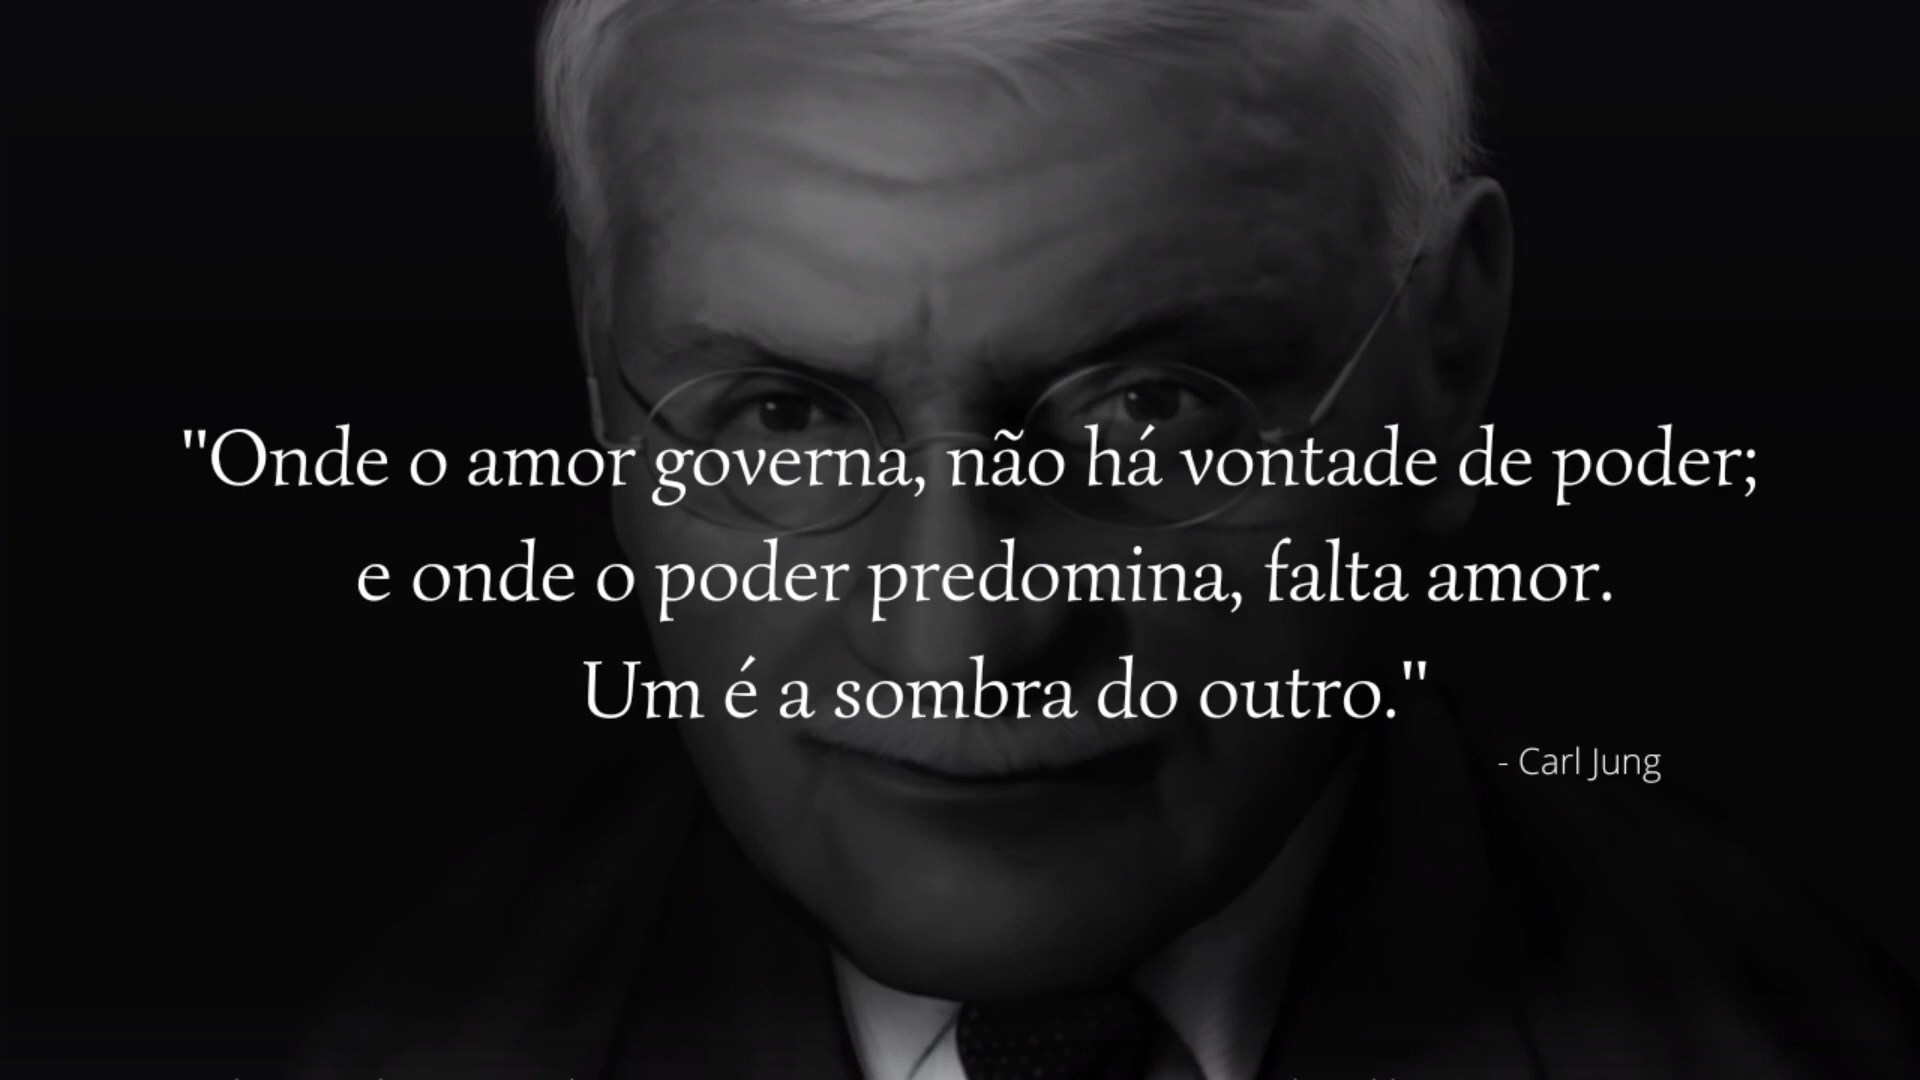 "Onde o amor governa, não há vontade de poder;
e onde o poder predomina, falta amor.
Um é a sombra do outro."
- Carl Jung